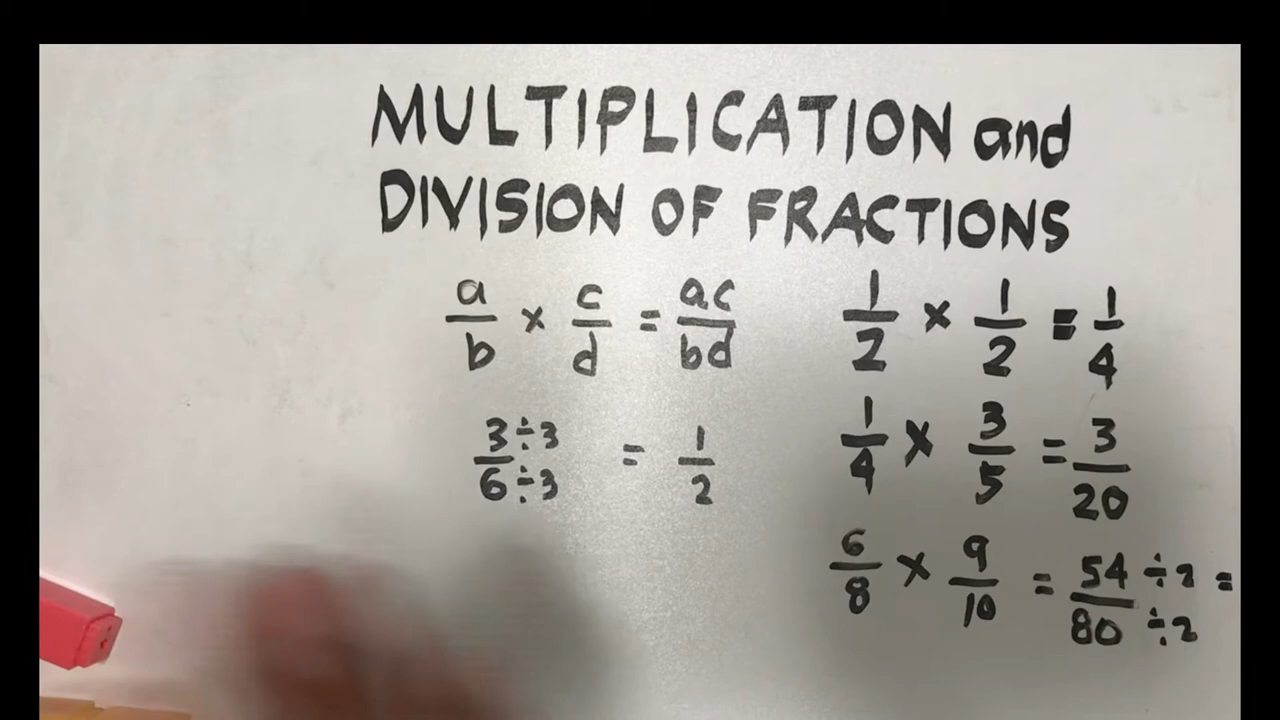 MULTIPLICATION and
DIVISION OF FRACTIONS
a/b × c/d = ac/bd
3÷3/6÷3 = 1/2
1/2 × 1/2 = 1/4
1/4 × 3/5 = 3/20
6/8 × 9/10 = 54÷2/80÷2 =